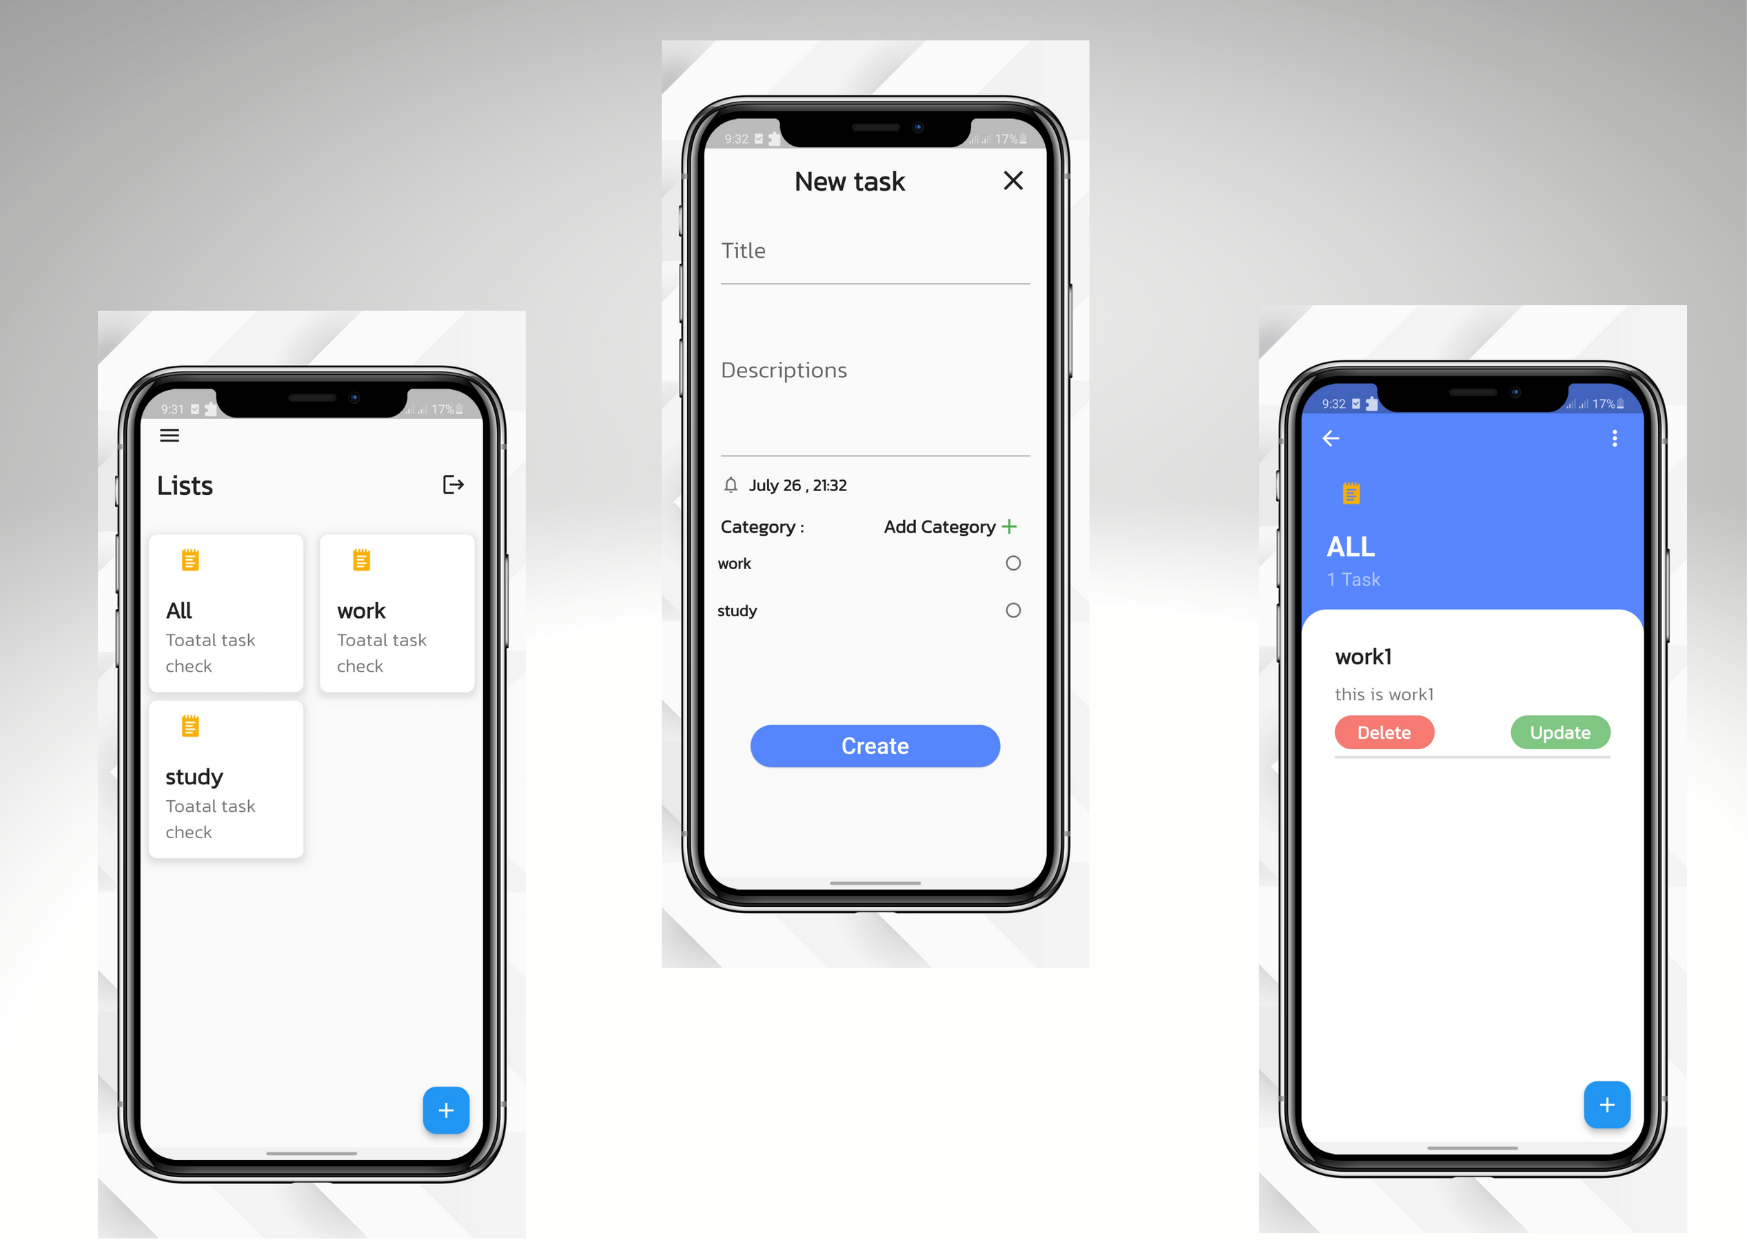 9:31
17%
Lists
All
Toatal task
check
work
Toatal task
check
study
Toatal task
check
9:32
17%
New task
Title
Descriptions
July 26 , 21:32
Category :
Add Category +
work
study
Create
9:32
17%
ALL
1 Task
work1
this is work1
Delete
Update